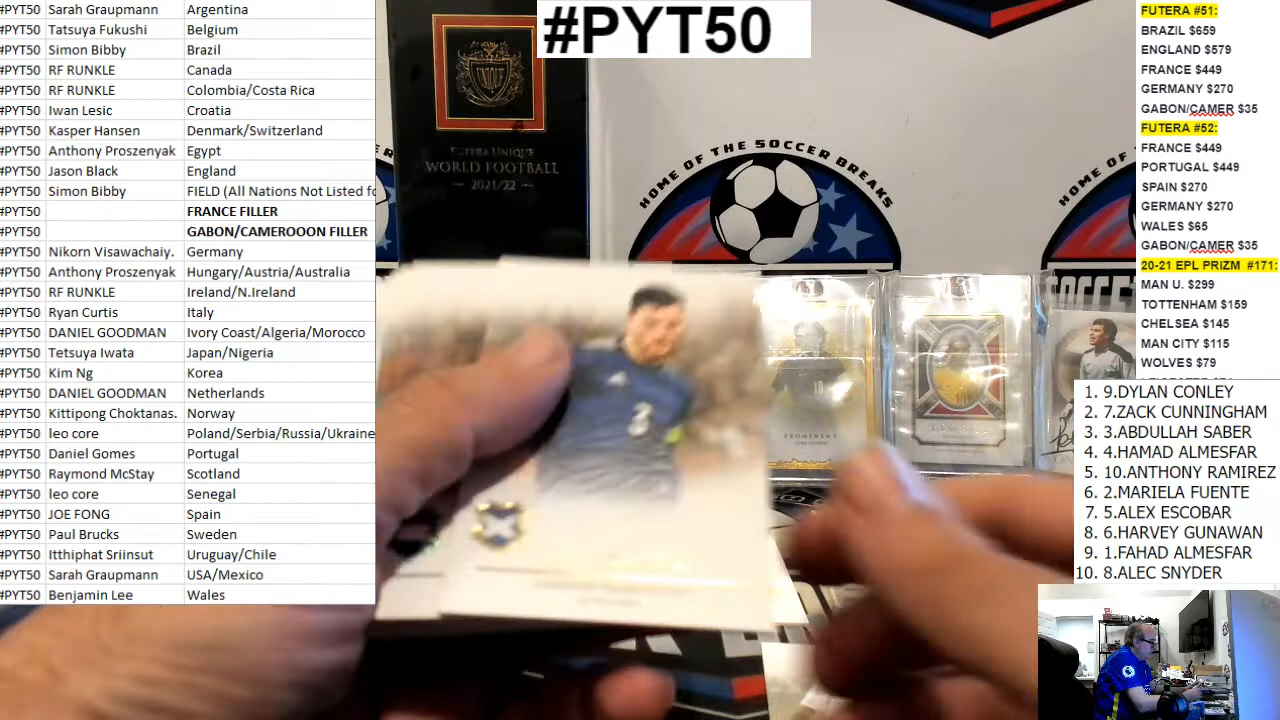 #PYT50 Sarah Graupmann Argentina
#PYT50 Tatsuya Fukushi Belgium
#PYT50 Simon Bibby Brazil
#PYT50 RF RUNKLE Canada
#PYT50 RF RUNKLE Colombia/Costa Rica
#PYT50 Iwan Lesic Croatia
#PYT50 Kasper Hansen Denmark/Switzerland
#PYT50 Anthony Proszenyak Egypt
#PYT50 Jason Black England
#PYT50 Simon Bibby FIELD (All Nations Not Listed fo
#PYT50 FRANCE FILLER
#PYT50 GABON/CAMEROOON FILLER
#PYT50 Nikorn Visawachaiy. Germany
#PYT50 Anthony Proszenyak Hungary/Austria/Australia
#PYT50 RF RUNKLE Ireland/N.Ireland
#PYT50 Ryan Curtis Italy
#PYT50 DANIEL GOODMAN Ivory Coast/Algeria/Morocco
#PYT50 Tetsuya Iwata Japan/Nigeria
#PYT50 Kim Ng Korea
#PYT50 DANIEL GOODMAN Netherlands
#PYT50 Kittipong Choktanas. Norway
#PYT50 leo core Poland/Serbia/Russia/Ukraine
#PYT50 Daniel Gomes Portugal
#PYT50 Raymond McStay Scotland
#PYT50 leo core Senegal
#PYT50 JOE FONG Spain
#PYT50 Paul Brucks Sweden
#PYT50 Itthiphat Sriinsut Uruguay/Chile
#PYT50 Sarah Graupmann USA/Mexico
#PYT50 Benjamin Lee Wales
#PYT50
UNIQUE
FUTERA UNIQUE
WORLD FOOTBALL
2021/22
HOME OF THE SOCCER BREAKS
HOME OF TH
SOCCE
3
PROMINENT
FUTERA #51:
BRAZIL $659
ENGLAND $579
FRANCE $449
GERMANY $270
GABON/CAMER $35
FUTERA #52:
FRANCE $449
PORTUGAL $449
SPAIN $270
GERMANY $270
WALES $65
GABON/CAMER $35
20-21 EPL PRIZM #171:
MAN U. $299
TOTTENHAM $159
CHELSEA $145
MAN CITY $115
WOLVES $79
1. 9.DYLAN CONLEY
2. 7.ZACK CUNNINGHAM
3. 3.ABDULLAH SABER
4. 4.HAMAD ALMESFAR
5. 10.ANTHONY RAMIREZ
6. 2.MARIELA FUENTE
7. 5.ALEX ESCOBAR
8. 6.HARVEY GUNAWAN
9. 1.FAHAD ALMESFAR
10. 8.ALEC SNYDER